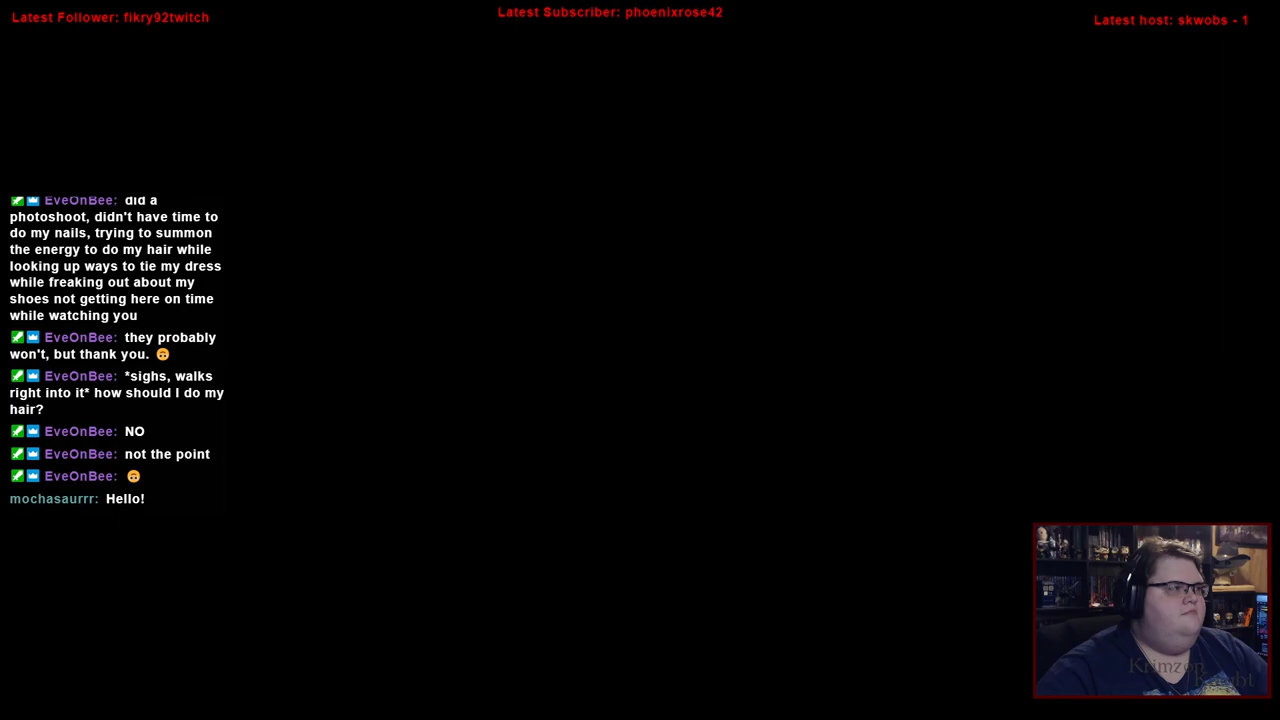 Latest Follower: fikry92twitch
Latest Subscriber: phoenixrose42
Latest host: skwobs - 1
EveOnBee: did a
photoshoot, didn't have time to
do my nails, trying to summon
the energy to do my hair while
looking up ways to tie my dress
while freaking out about my
shoes not getting here on time
while watching you
EveOnBee: they probably
won't, but thank you. 🙃
EveOnBee: *sighs, walks
right into it* how should I do my
hair?
EveOnBee: NO
EveOnBee: not the point
EveOnBee: 🙃
mochasaurrr: Hello!
Krimzon
Knight